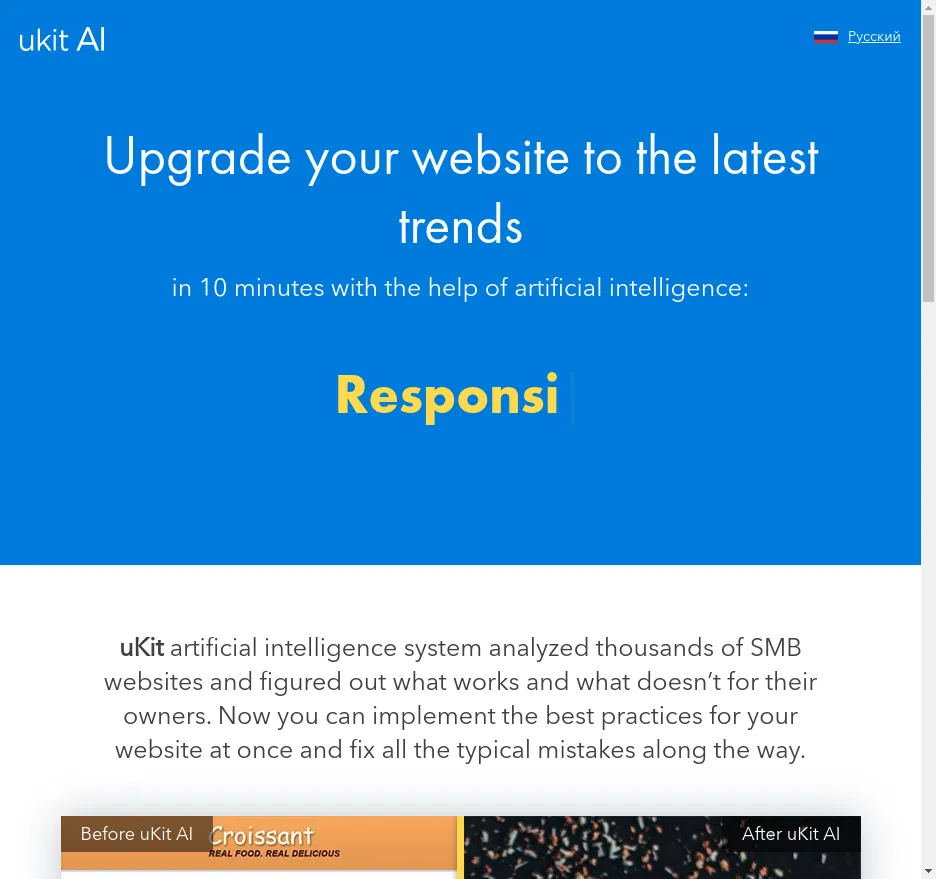 ukit AI
Русский
Upgrade your website to the latest
trends
in 10 minutes with the help of artificial intelligence:
Responsi
uKit artificial intelligence system analyzed thousands of SMB
websites and figured out what works and what doesn’t for their
owners. Now you can implement the best practices for your
website at once and fix all the typical mistakes along the way.
Before uKit AI
Croissant
REAL FOOD. REAL DELICIOUS
After uKit AI